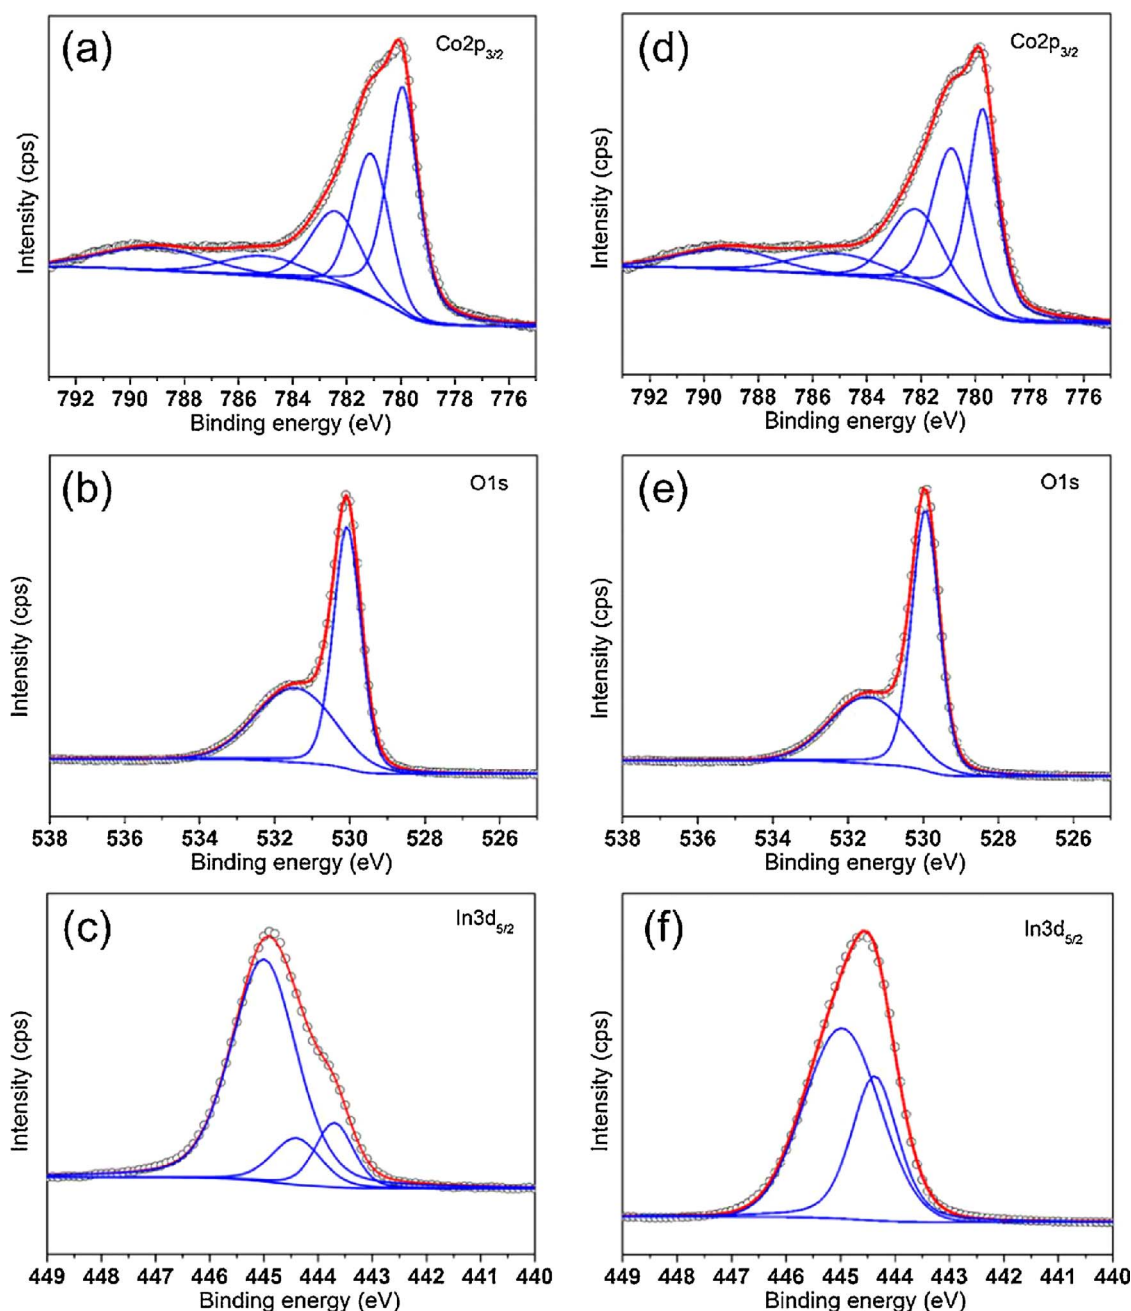 (a)
Co2p3/2
Intensity (cps)
792 790 788 786 784 782 780 778 776
Binding energy (eV)
(d)
Co2p3/2
Intensity (cps)
792 790 788 786 784 782 780 778 776
Binding energy (eV)
(b)
O1s
Intensity (cps)
538 536 534 532 530 528 526
Binding energy (eV)
(e)
O1s
Intensity (cps)
538 536 534 532 530 528 526
Binding energy (eV)
(c)
In3d5/2
Intensity (cps)
449 448 447 446 445 444 443 442 441 440
Binding energy (eV)
(f)
In3d5/2
Intensity (cps)
449 448 447 446 445 444 443 442 441 440
Binding energy (eV)